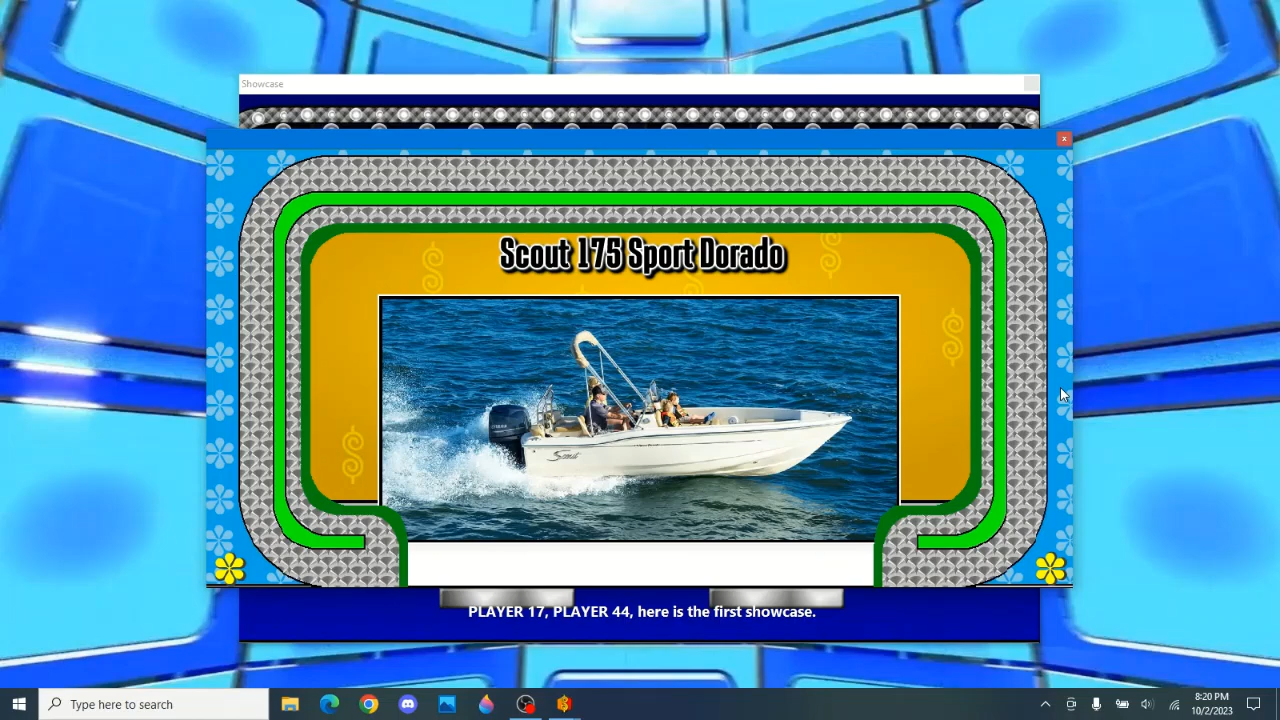 Showcase
x
Scout 175 Sport Dorado
Scout
PLAYER 17, PLAYER 44, here is the first showcase.
Type here to search
8:20 PM
10/2/2023